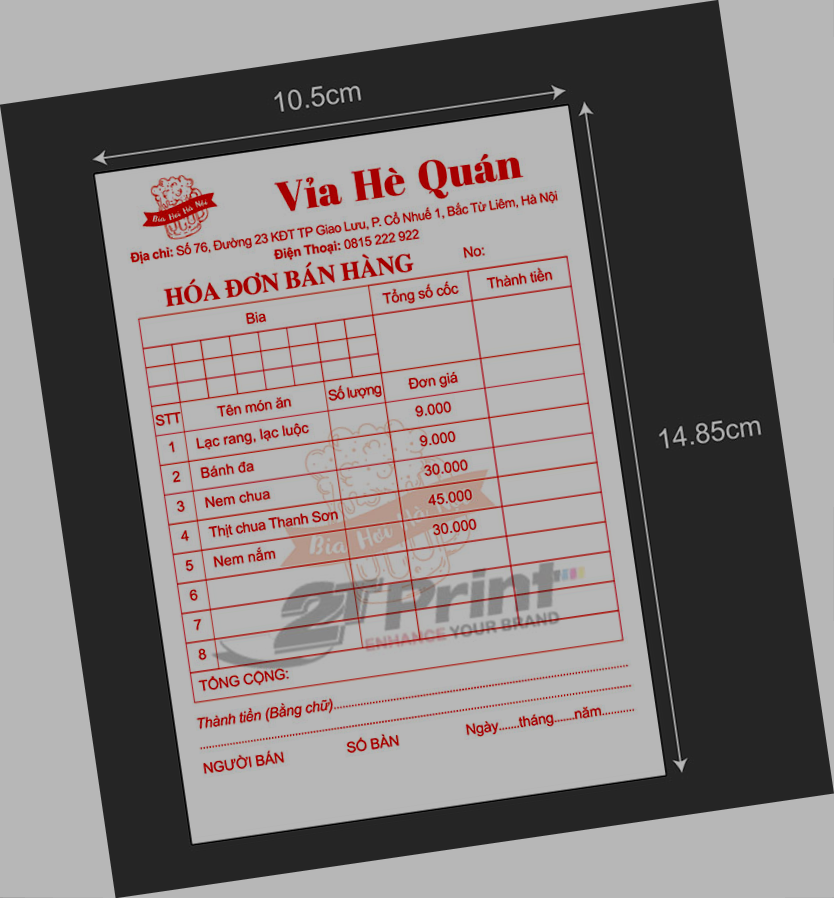 10.5cm
14.85cm
Bia Hơi Hà Nội
Vỉa Hè Quán
Địa chỉ: Số 76, Đường 23 KĐT TP Giao Lưu, P. Cổ Nhuế 1, Bắc Từ Liêm, Hà Nội
Điện Thoại: 0815 222 922
HÓA ĐƠN BÁN HÀNG No:
Bia Tổng số cốc Thành tiền
STT Tên món ăn Số lượng Đơn giá
1 Lạc rang, lạc luộc 9.000
2 Bánh đa 9.000
3 Nem chua 30.000
4 Thịt chua Thanh Sơn 45.000
5 Nem nắm 30.000
6
7
8
Bia Hơi Hà Nội
2T Print
ENHANCE YOUR BRAND
TỔNG CỘNG:
Thành tiền (Bằng chữ)
NGƯỜI BÁN SỐ BÀN Ngày......tháng......năm..........